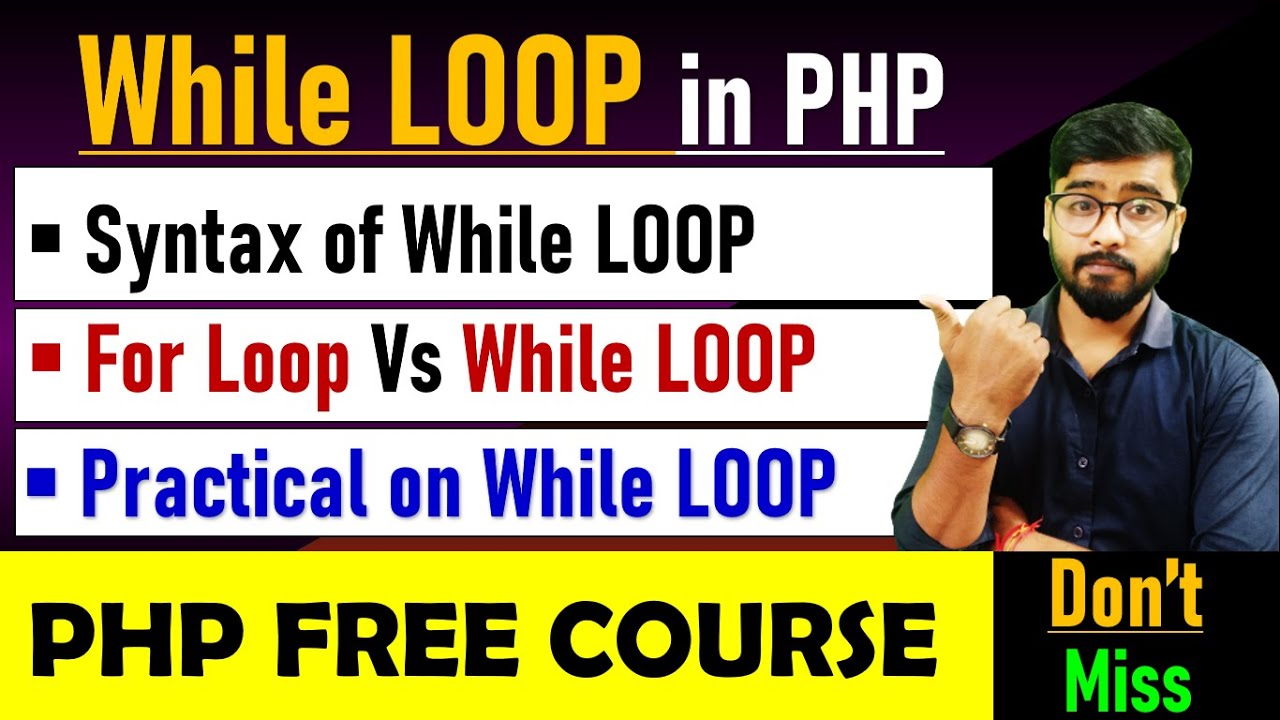 While LOOP in PHP
▪ Syntax of While LOOP
▪ For Loop Vs While LOOP
▪ Practical on While LOOP
PHP FREE COURSE
Don't
Miss